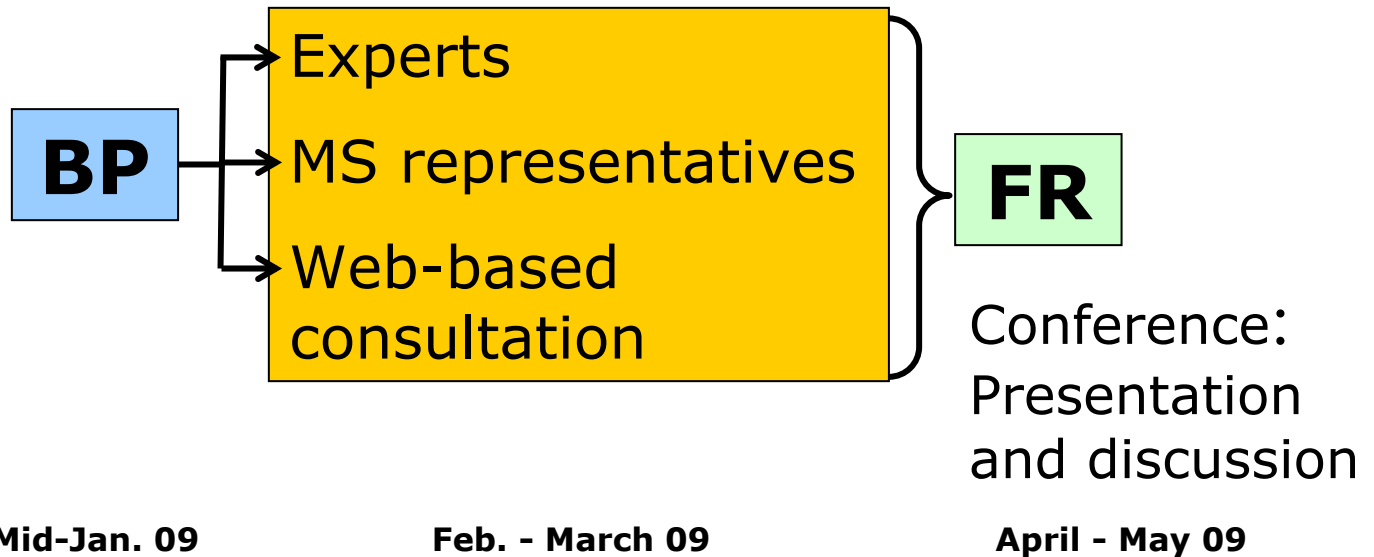 BP
Experts
MS representatives
Web-based
consultation
FR
Conference:
Presentation
and discussion
Mid-Jan. 09
Feb. - March 09
April - May 09